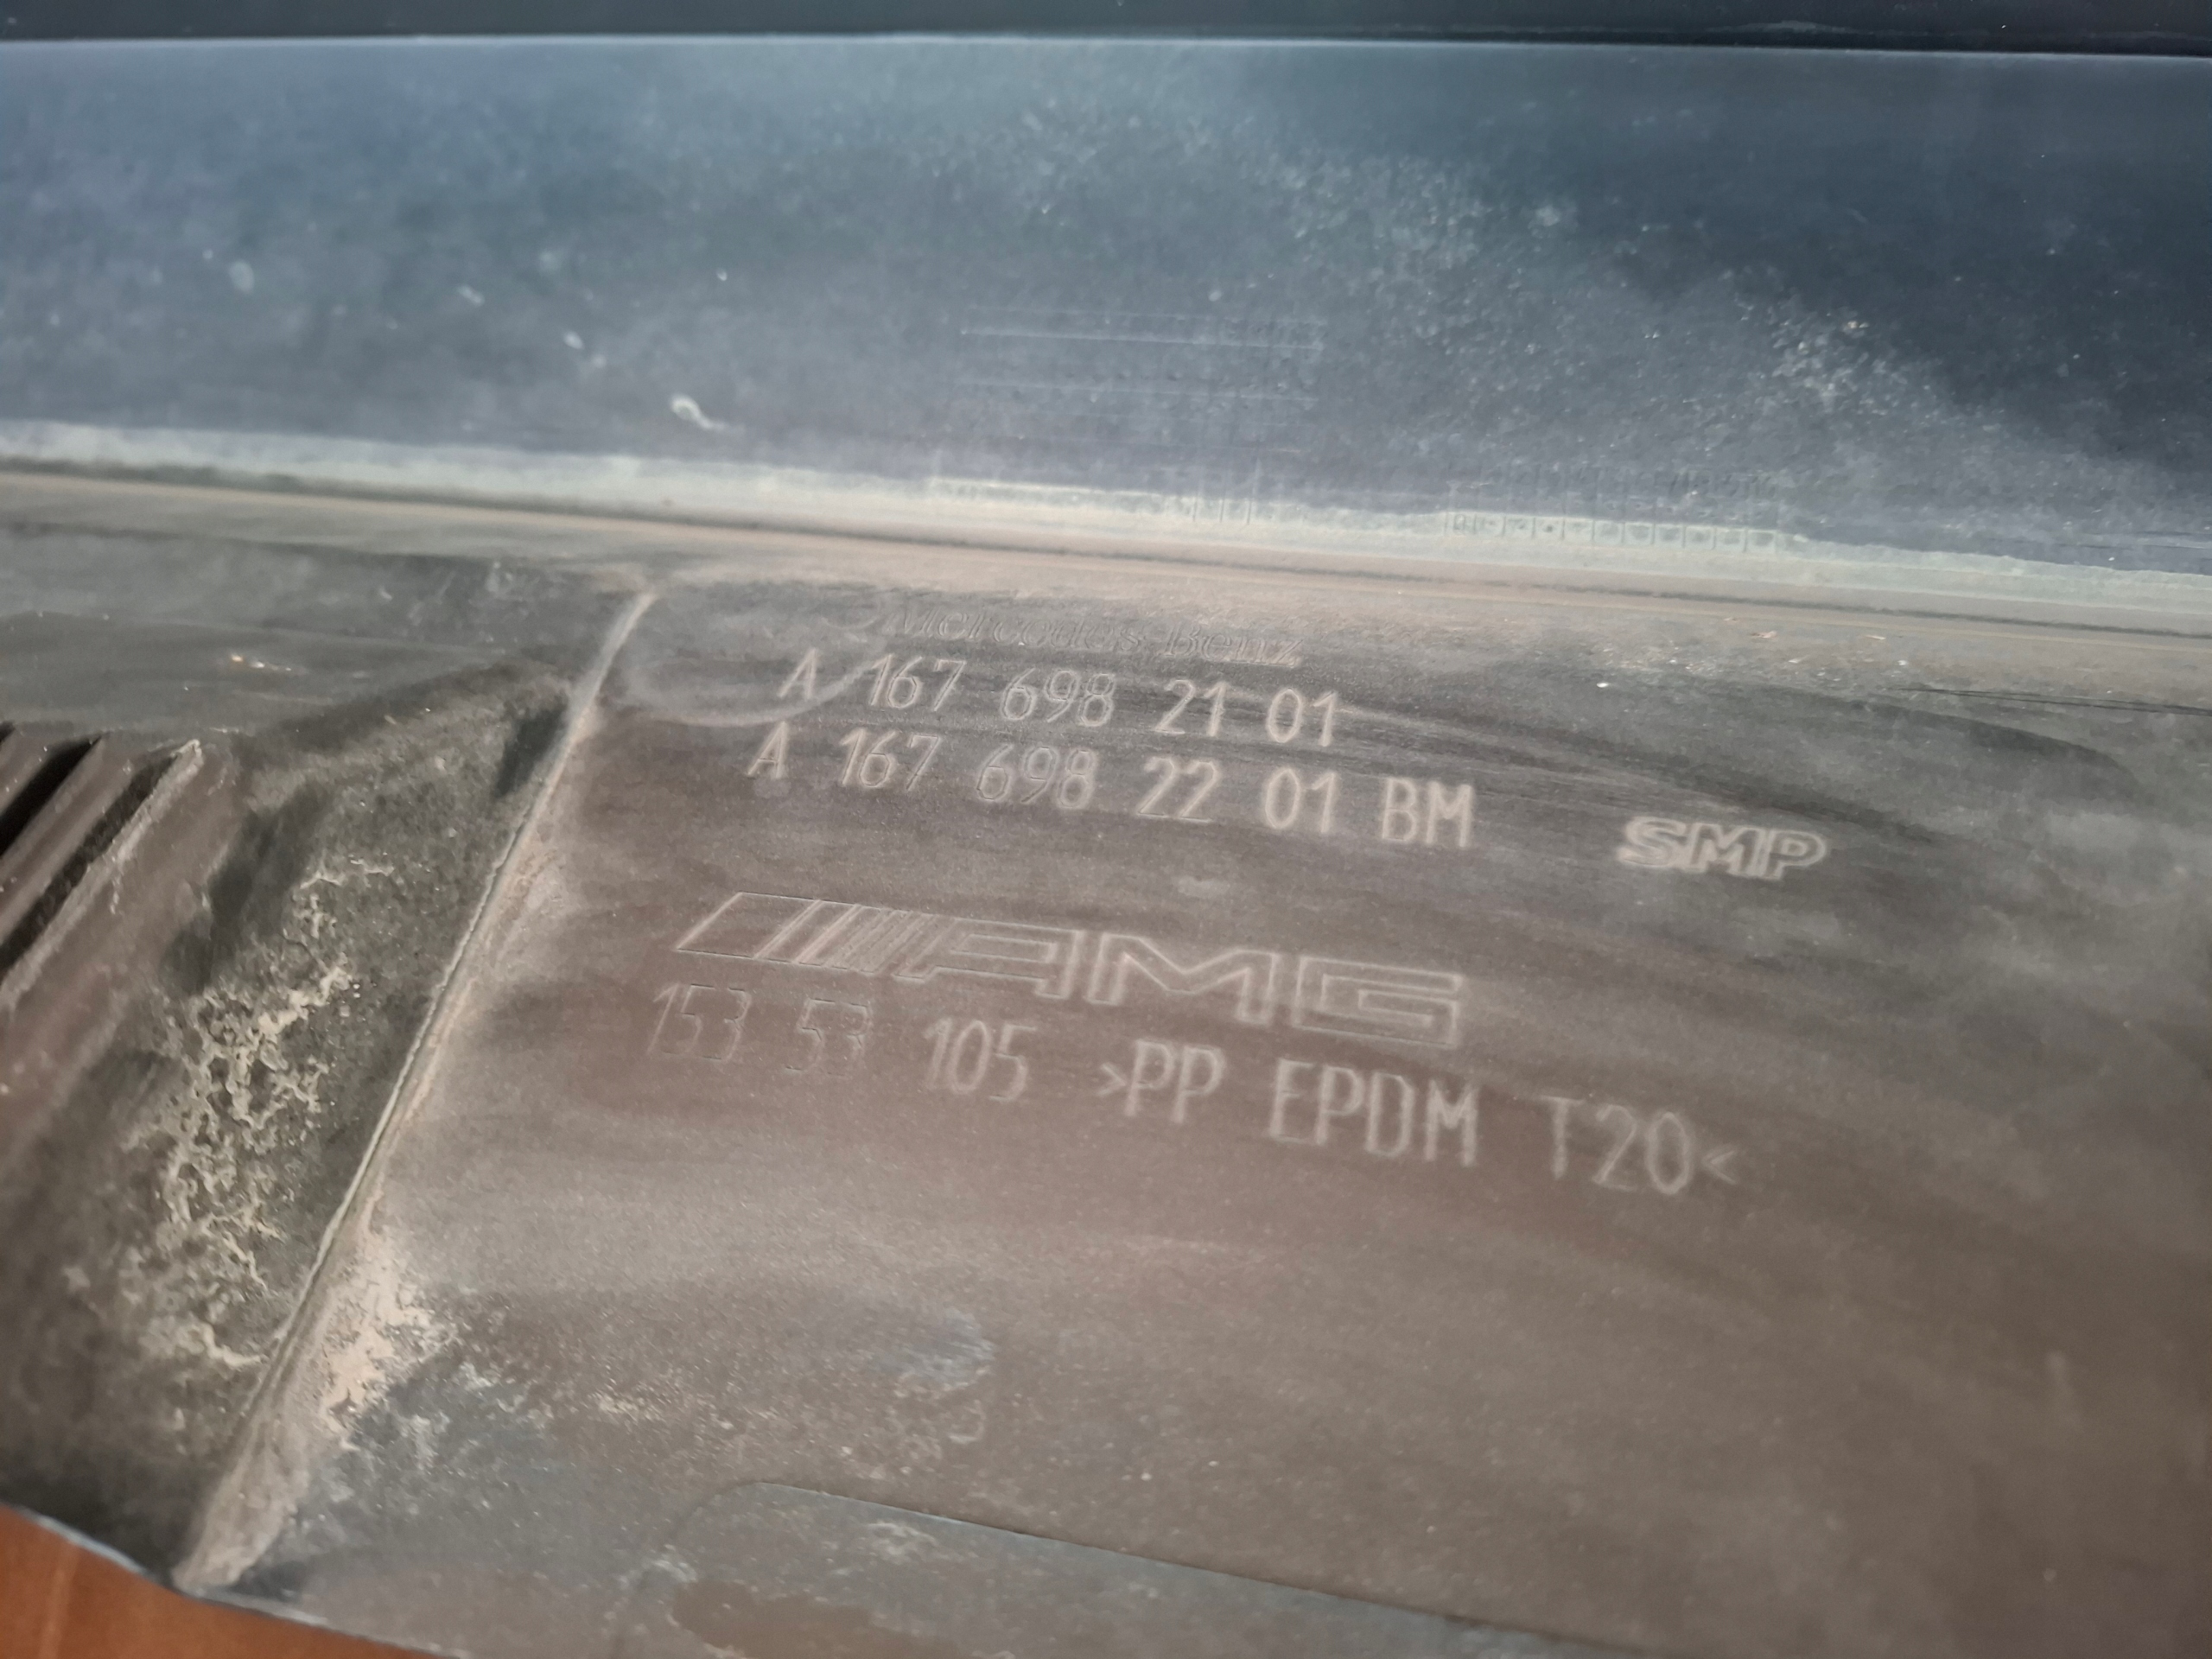 Mercedes-Benz
A 167 698 21 01
A 167 698 22 01 BM
SMP
AMG
153 53 105 >PP EPDM T20<